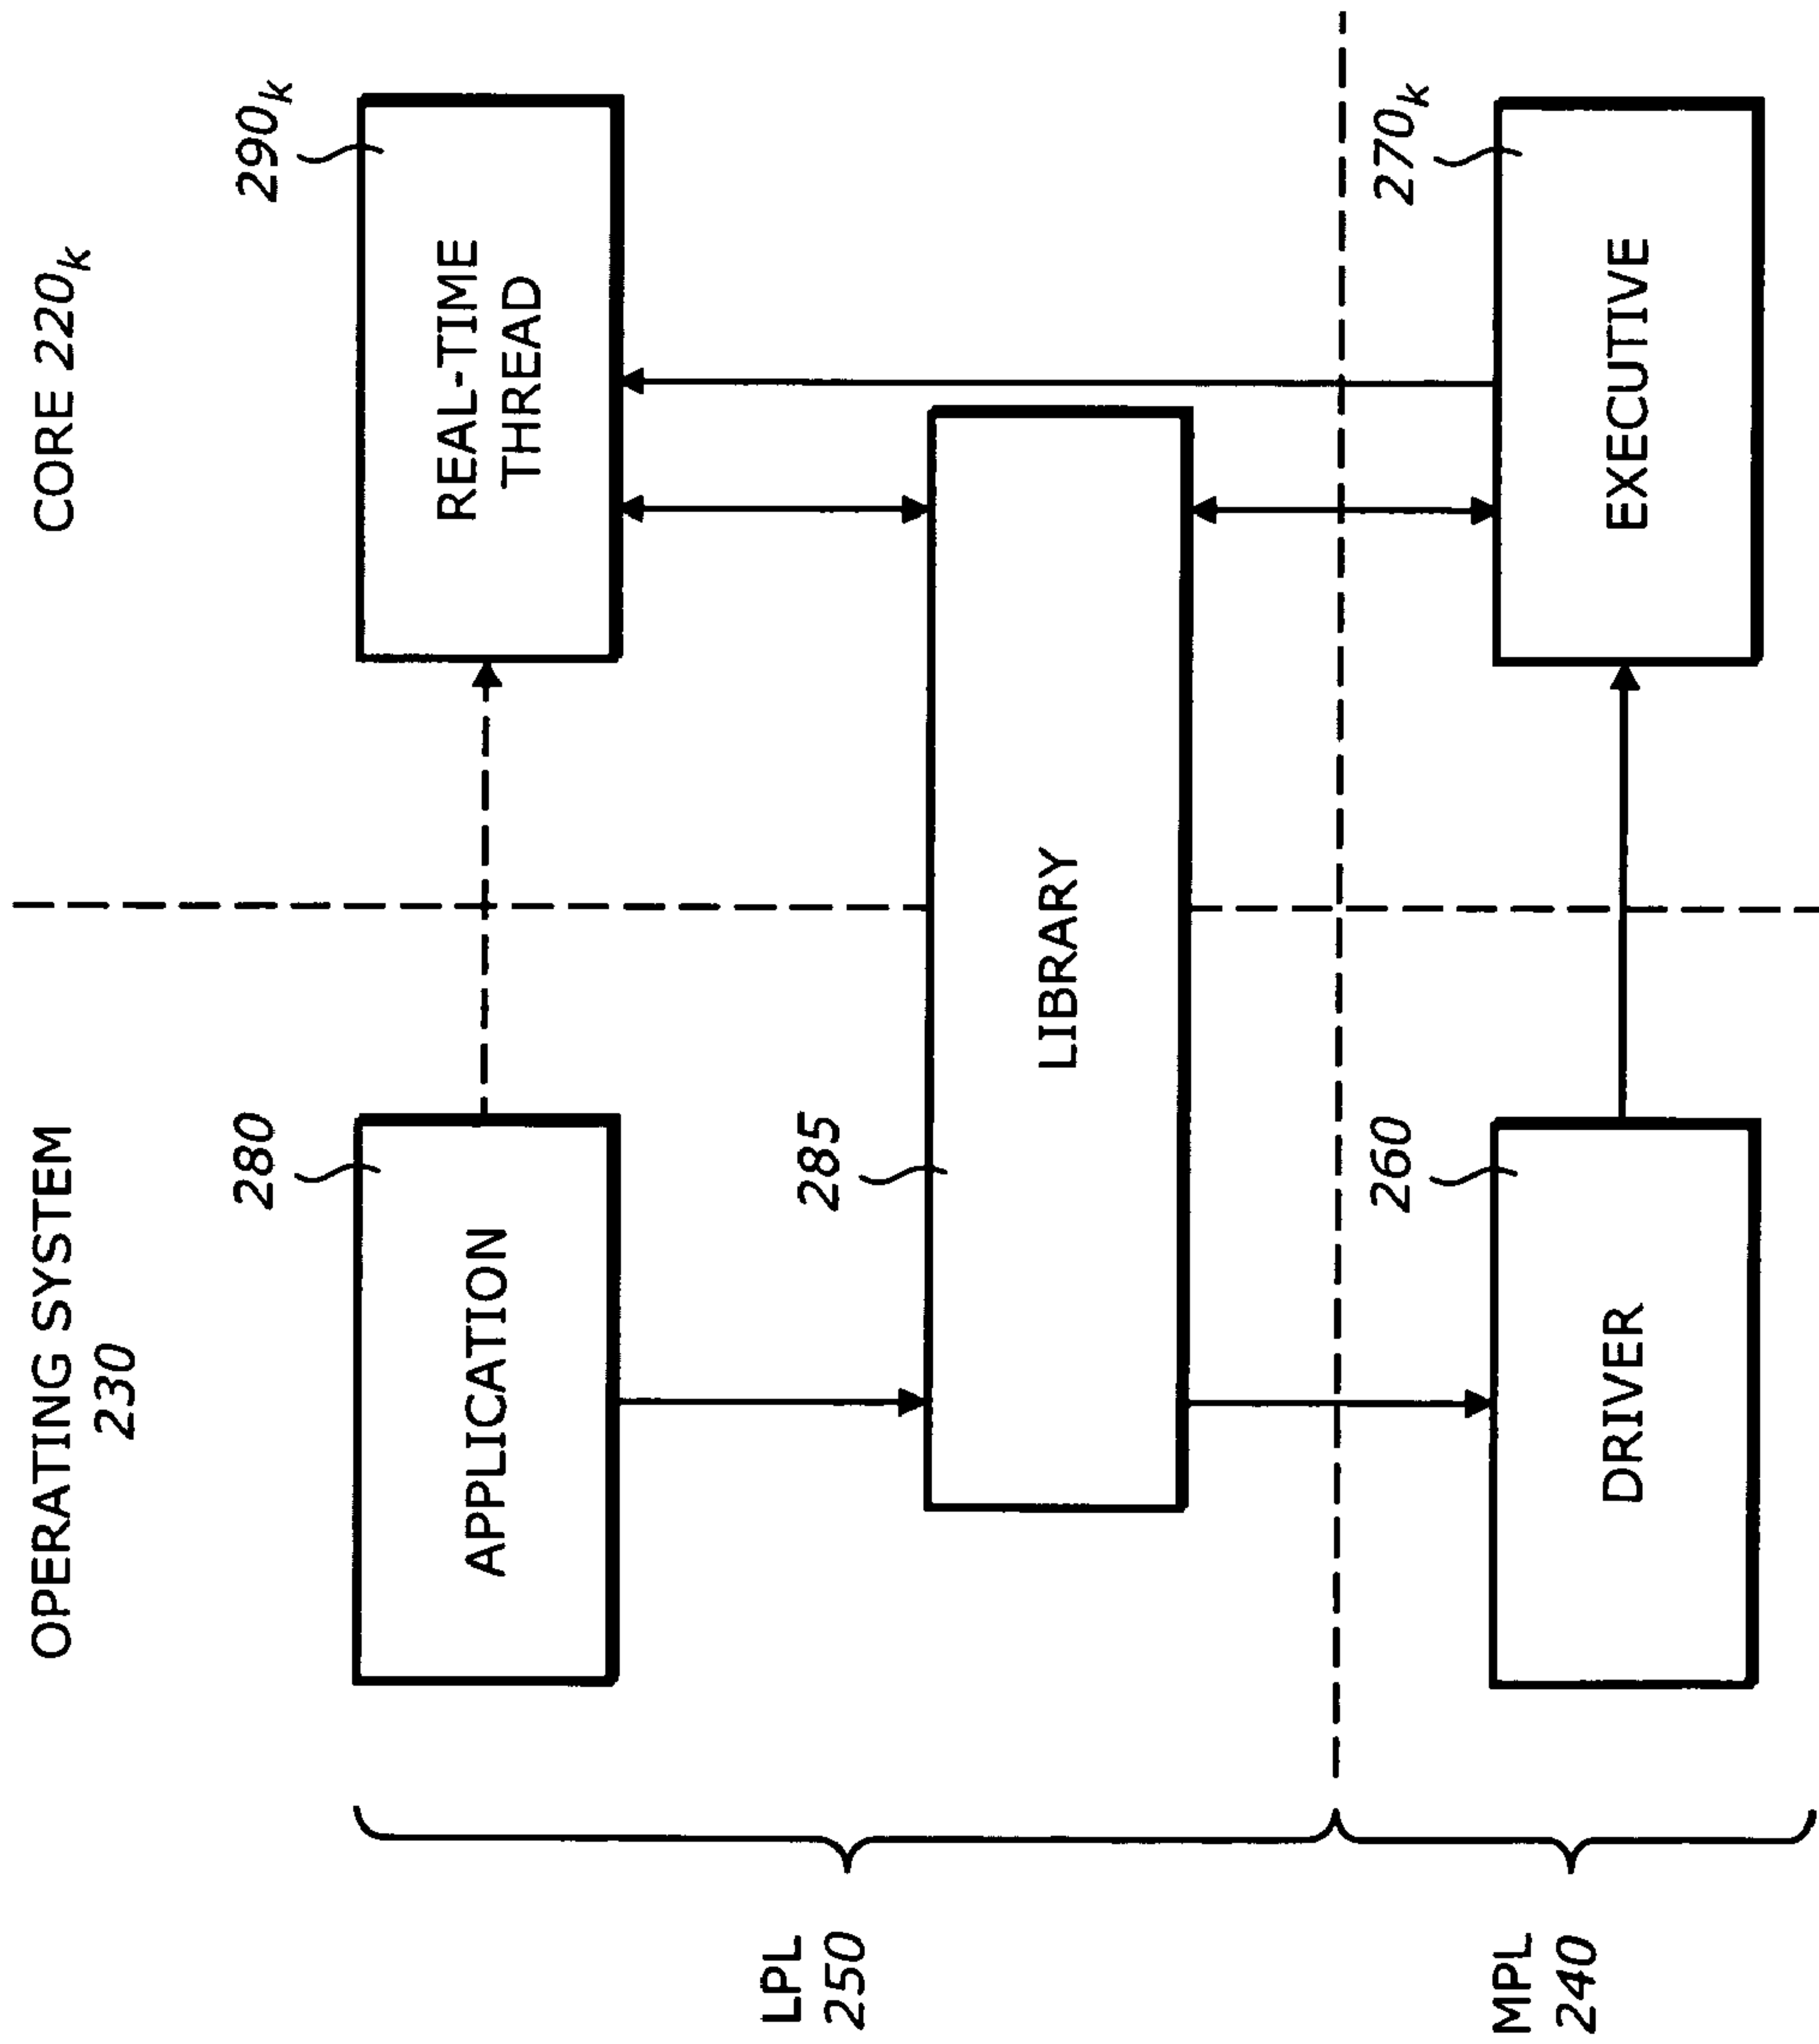 OPERATING SYSTEM
230
CORE 220k
280
290k
APPLICATION
REAL-TIME
THREAD
LPL
250
285
LIBRARY
MPL
240
260
270k
DRIVER
EXECUTIVE